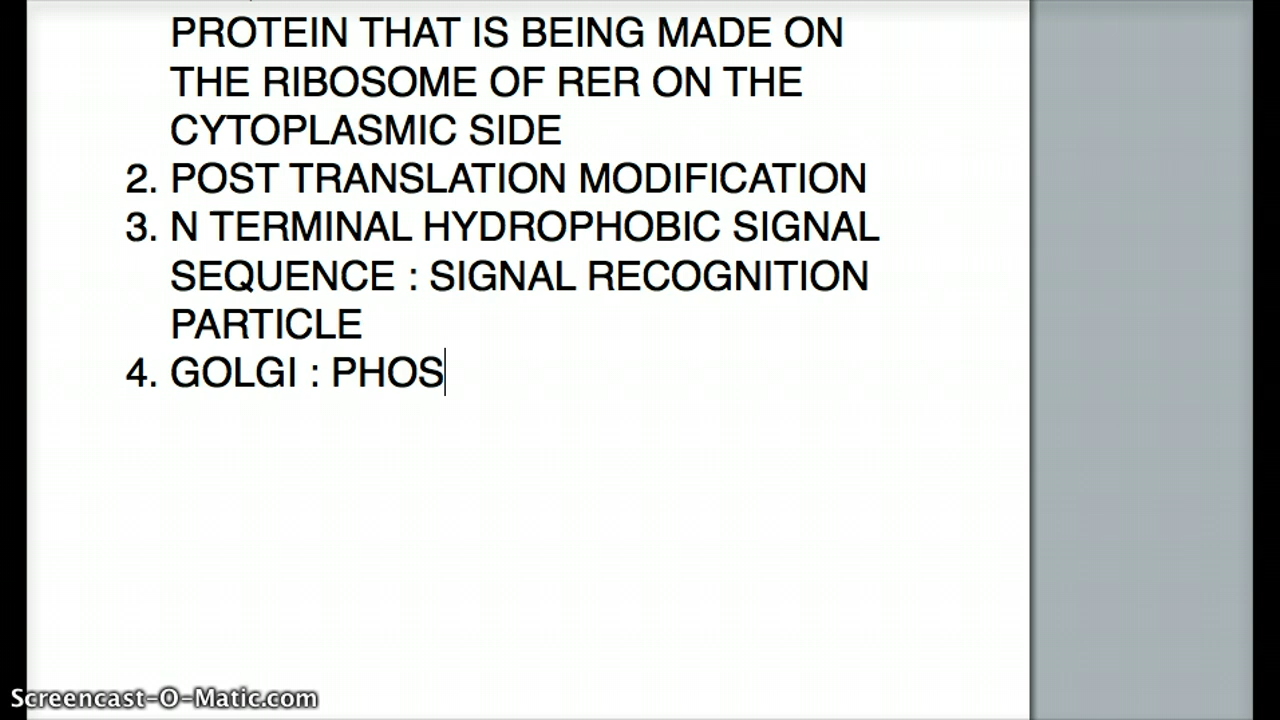 PROTEIN THAT IS BEING MADE ON
THE RIBOSOME OF RER ON THE
CYTOPLASMIC SIDE
2. POST TRANSLATION MODIFICATION
3. N TERMINAL HYDROPHOBIC SIGNAL
SEQUENCE : SIGNAL RECOGNITION
PARTICLE
4. GOLGI : PHOS
Screencast-O-Matic.com